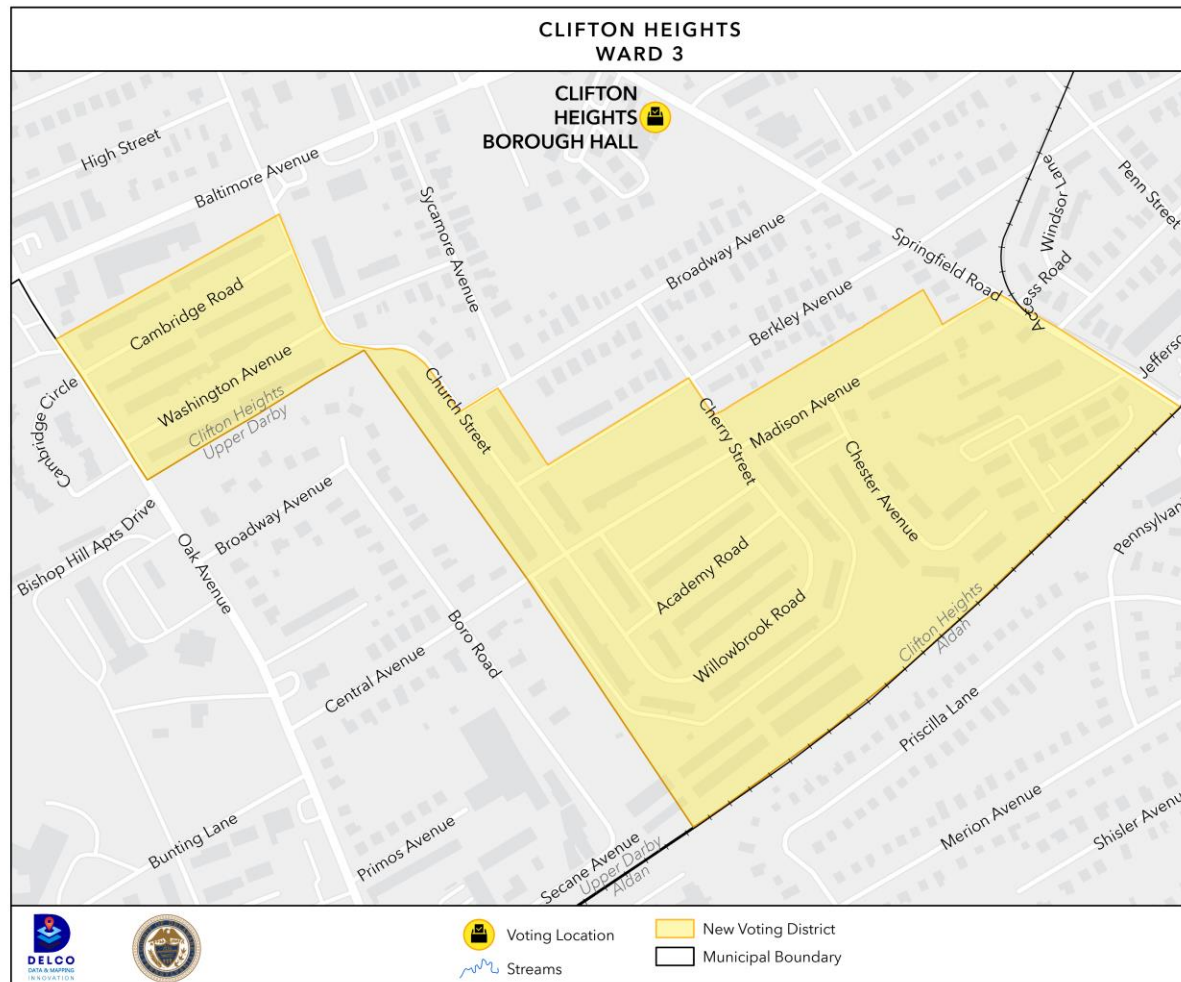 CLIFTON HEIGHTS
WARD 3
CLIFTON
HEIGHTS
BOROUGH HALL
High Street
Baltimore Avenue
Sycamore Avenue
Windsor Lane
Penn Street
Broadway Avenue
Springfield Road
Access Road
Berkley Avenue
Cambridge Road
Jefferso
Washington Avenue
Church Street
Cambridge Circle
Clifton Heights
Upper Darby
Cherry Street
Madison Avenue
Chester Avenue
Broadway Avenue
Bishop Hill Apts Drive
Oak Avenue
Pennsylvani
Academy Road
Willowbrook Road
Boro Road
Clifton Heights
Aldan
Central Avenue
Priscilla Lane
Bunting Lane
Primos Avenue
Merion Avenue
Shisler Avenu
Secane Avenue
Upper Darby
Aldan
DELCO
DATA & MAPPING
INNOVATION
Voting Location
Streams
New Voting District
Municipal Boundary